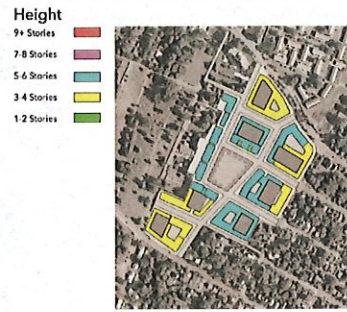 Height
9+ Stories
7-8 Stories
5-6 Stories
3-4 Stories
1-2 Stories